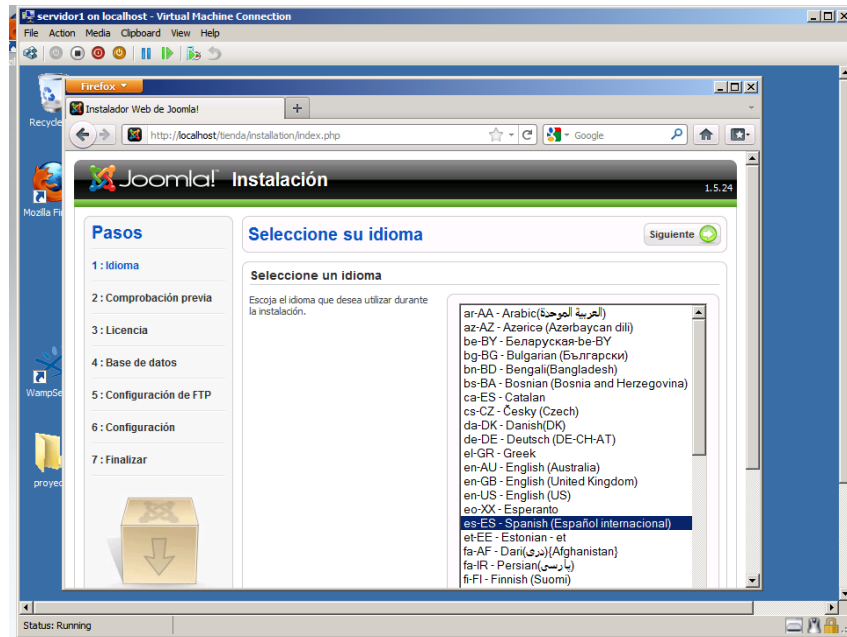 servidor1 on localhost - Virtual Machine Connection
File Action Media Clipboard View Help
Firefox
Instalador Web de Joomla!
http://localhost/tienda/installation/index.php
Google
Joomla! Instalación
1.5.24
Pasos
1 : Idioma
2 : Comprobación previa
3 : Licencia
4 : Base de datos
5 : Configuración de FTP
6 : Configuración
7 : Finalizar
Seleccione su idioma
Siguiente
Seleccione un idioma
Escoja el idioma que desea utilizar durante
la instalación.
ar-AA - Arabic(العربية الموحدة)
az-AZ - Azəricə (Azərbaycan dili)
be-BY - Беларуская-be-BY
bg-BG - Bulgarian (Български)
bn-BD - Bengali(Bangladesh)
bs-BA - Bosnian (Bosnia and Herzegovina)
ca-ES - Catalan
cs-CZ - Česky (Czech)
da-DK - Danish(DK)
de-DE - Deutsch (DE-CH-AT)
el-GR - Greek
en-AU - English (Australia)
en-GB - English (United Kingdom)
en-US - English (US)
eo-XX - Esperanto
es-ES - Spanish (Español internacional)
et-EE - Estonian - et
fa-AF - Dari(دری){Afghanistan}
fa-IR - Persian(پارسی)
fi-FI - Finnish (Suomi)
Recycle
Mozilla Fi
WampSe
proyec
Status: Running